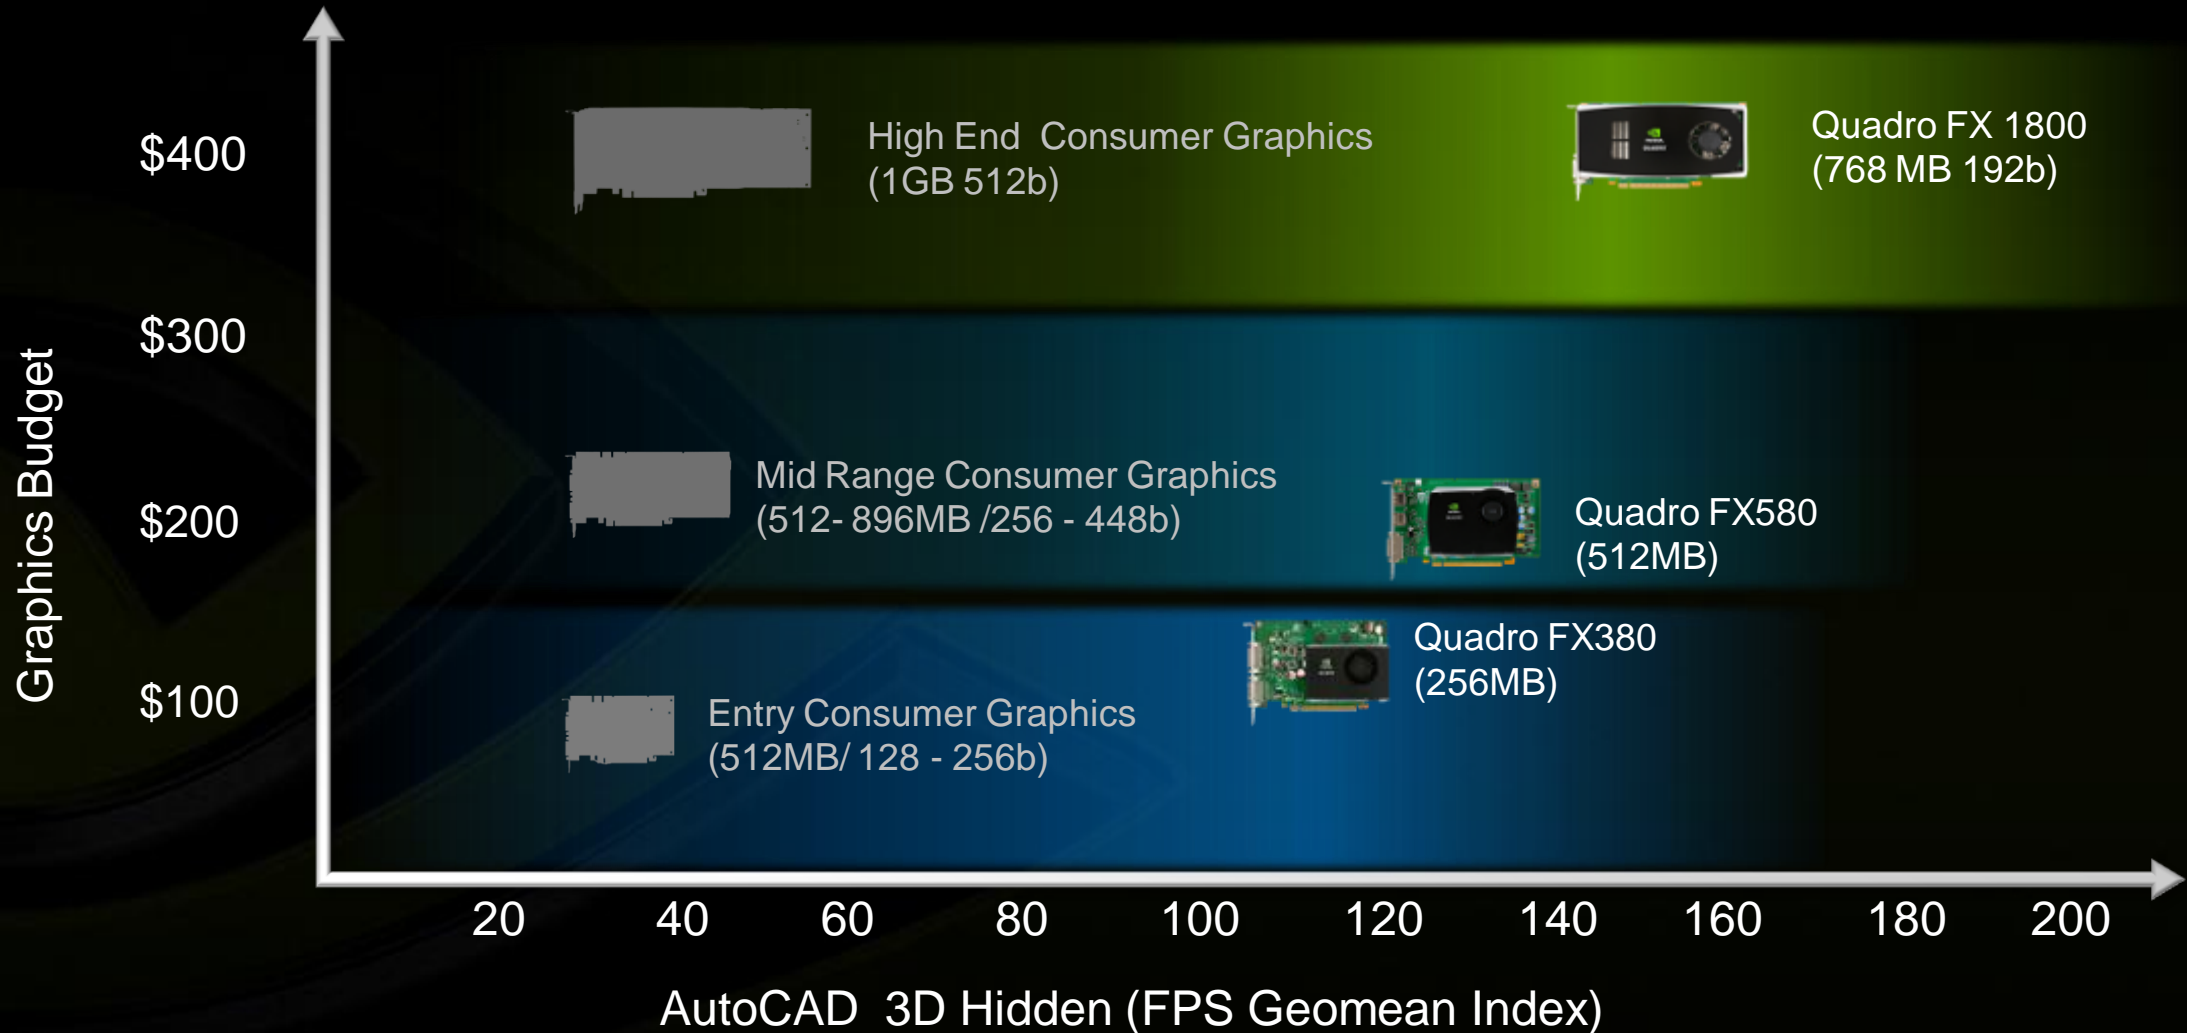 $400
High End  Consumer Graphics
(1GB 512b)
Quadro FX 1800
(768 MB 192b)
$300
Graphics Budget
Mid Range Consumer Graphics
(512- 896MB /256 - 448b)
$200
Quadro FX580
(512MB)
Quadro FX380
(256MB)
$100
Entry Consumer Graphics
(512MB/ 128 - 256b)
20 40 60 80 100 120 140 160 180 200
AutoCAD  3D Hidden (FPS Geomean Index)